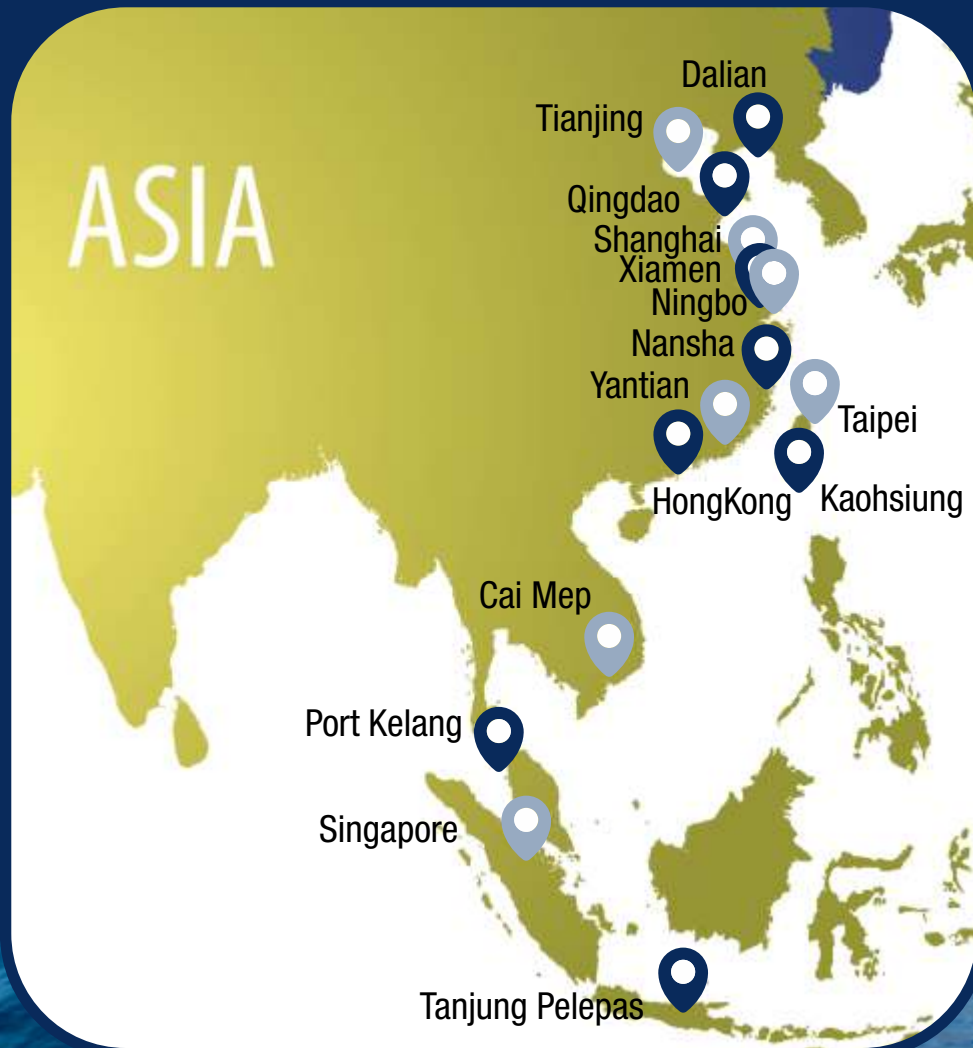 Dalian
Tianjing
ASIA
Qingdao
Shanghai
Xiamen
Ningbo
Nansha
Yantian
Taipei
HongKong
Kaohsiung
Cai Mep
Port Kelang
Singapore
Tanjung Pelepas